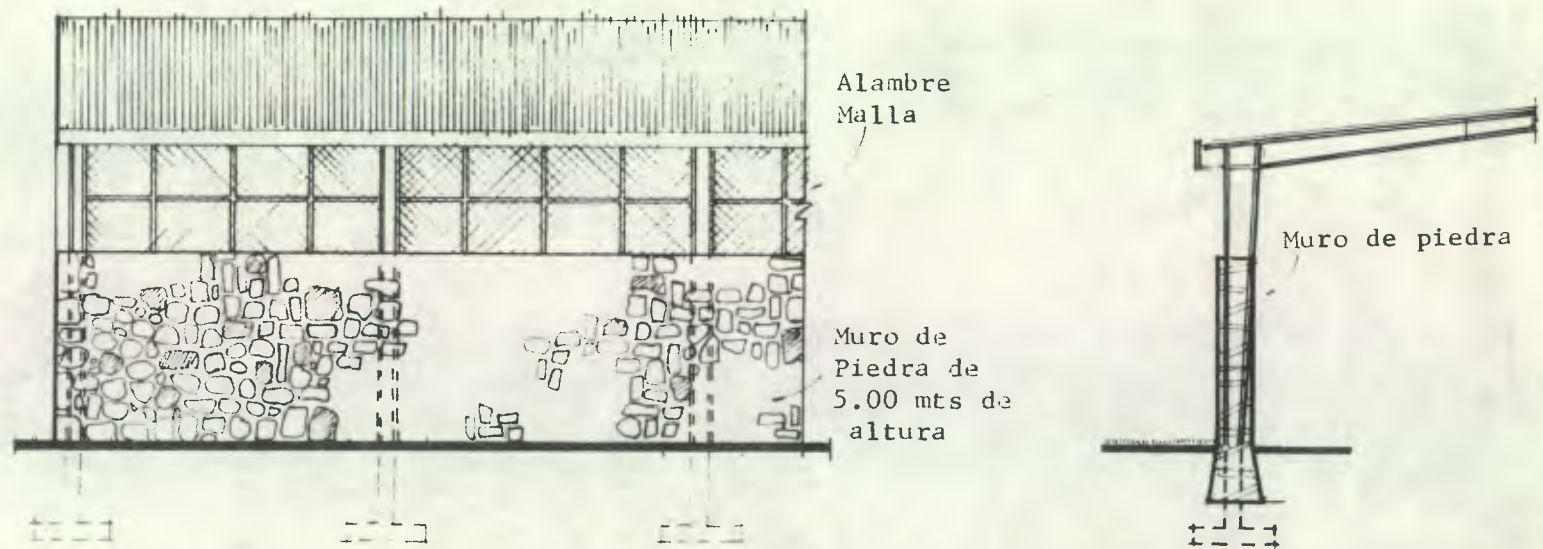 Alambre
Malla
Muro de piedra
Muro de
Piedra de
5.00 mts de
altura